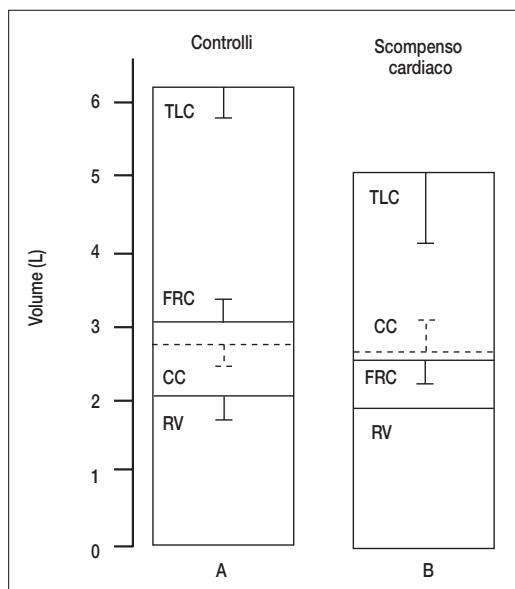 Controlli
Scompenso
cardiaco
Volume (L)
6
5
4
3
2
1
0
TLC
FRC
CC
RV
A
TLC
CC
FRC
RV
B